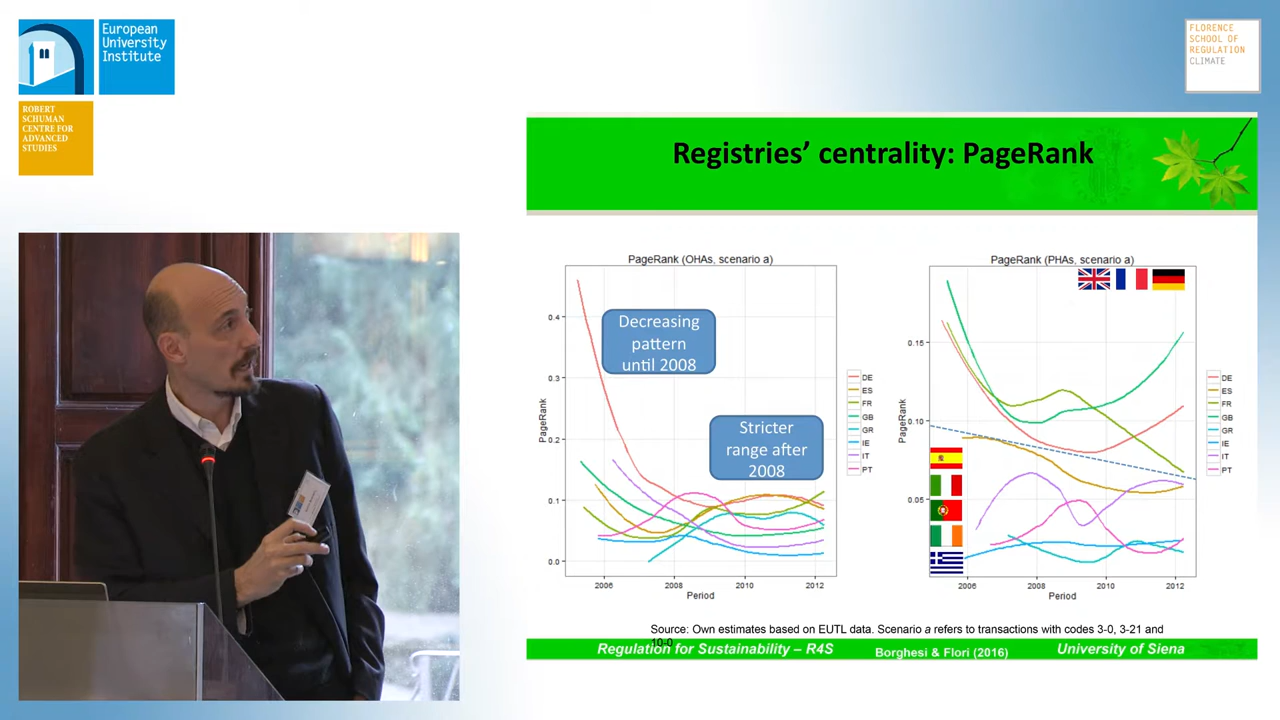 European
University
Institute
ROBERT
SCHUMAN
CENTRE FOR
ADVANCED
STUDIES
FLORENCE
SCHOOL OF
REGULATION
CLIMATE
Registries' centrality: PageRank
PageRank (OHAs, scenario a)
PageRank
0.4
0.3
0.2
0.1
0.0
2006
2008
2010
2012
Period
Decreasing
pattern
until 2008
Stricter
range after
2008
DE
ES
FR
GB
GR
IE
IT
PT
PageRank (PHAs, scenario a)
PageRank
0.15
0.10
0.05
2006
2008
2010
2012
Period
DE
ES
FR
GB
GR
IE
IT
PT
Source: Own estimates based on EUTL data. Scenario a refers to transactions with codes 3-0, 3-21 and
10-0
Regulation for Sustainability – R4S
Borghesi & Flori (2016)
University of Siena